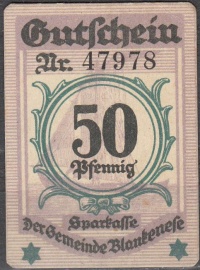 Gutschein
Nr. 47978
50
Pfennig
Sparkasse
Der Gemeinde Blankenese